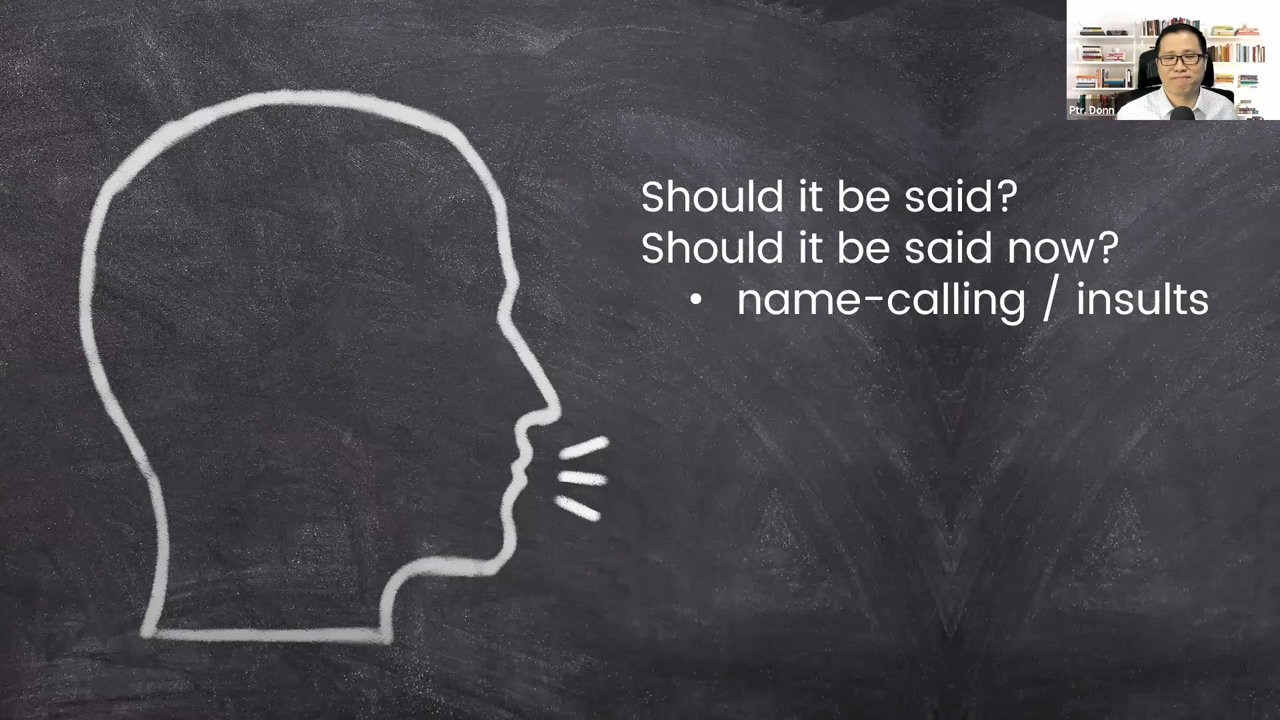 Ptr. Donn
Should it be said?
Should it be said now?
• name-calling / insults